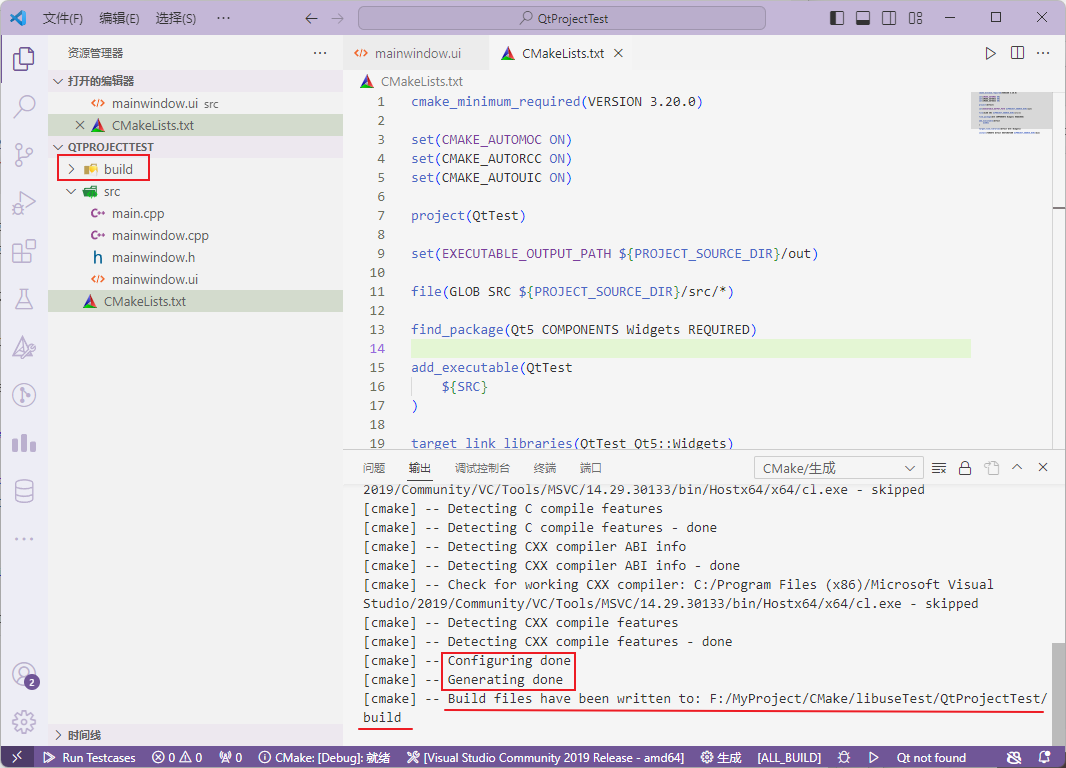 文件(F) 编辑(E) 选择(S) ··· QtProjectTest
资源管理器 ···
打开的编辑器
mainwindow.ui src
CMakeLists.txt
QTPROJECTTEST
build
src
main.cpp
mainwindow.cpp
mainwindow.h
mainwindow.ui
CMakeLists.txt
时间线
mainwindow.ui CMakeLists.txt
CMakeLists.txt
1 cmake_minimum_required(VERSION 3.20.0)
2
3 set(CMAKE_AUTOMOC ON)
4 set(CMAKE_AUTORCC ON)
5 set(CMAKE_AUTOUIC ON)
6
7 project(QtTest)
8
9 set(EXECUTABLE_OUTPUT_PATH ${PROJECT_SOURCE_DIR}/out)
10
11 file(GLOB SRC ${PROJECT_SOURCE_DIR}/src/*)
12
13 find_package(Qt5 COMPONENTS Widgets REQUIRED)
14
15 add_executable(QtTest
16 ${SRC}
17 )
18
19 target_link_libraries(QtTest Qt5::Widgets)
问题 输出 调试控制台 终端 端口 CMake/生成
2019/Community/VC/Tools/MSVC/14.29.30133/bin/Hostx64/x64/cl.exe - skipped
[cmake] -- Detecting C compile features
[cmake] -- Detecting C compile features - done
[cmake] -- Detecting CXX compiler ABI info
[cmake] -- Detecting CXX compiler ABI info - done
[cmake] -- Check for working CXX compiler: C:/Program Files (x86)/Microsoft Visual
Studio/2019/Community/VC/Tools/MSVC/14.29.30133/bin/Hostx64/x64/cl.exe - skipped
[cmake] -- Detecting CXX compile features
[cmake] -- Detecting CXX compile features - done
[cmake] -- Configuring done
[cmake] -- Generating done
[cmake] -- Build files have been written to: F:/MyProject/CMake/libuseTest/QtProjectTest/
build
2
Run Testcases 0 0 0 CMake: [Debug]: 就绪 [Visual Studio Community 2019 Release - amd64] 生成 [ALL_BUILD] Qt not found